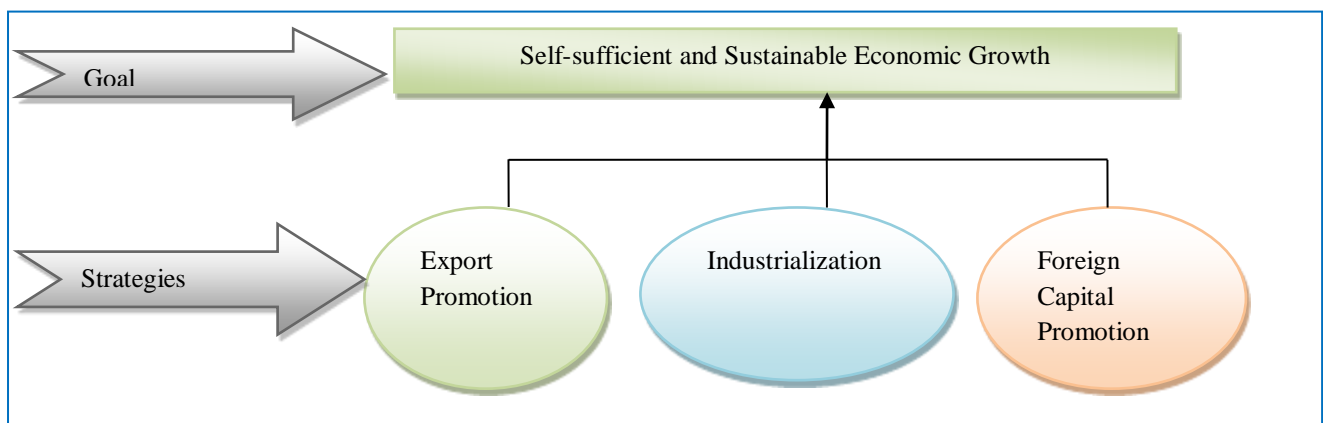 Self-sufficient and Sustainable Economic Growth
Goal
Strategies
Export
Promotion
Industrialization
Foreign
Capital
Promotion